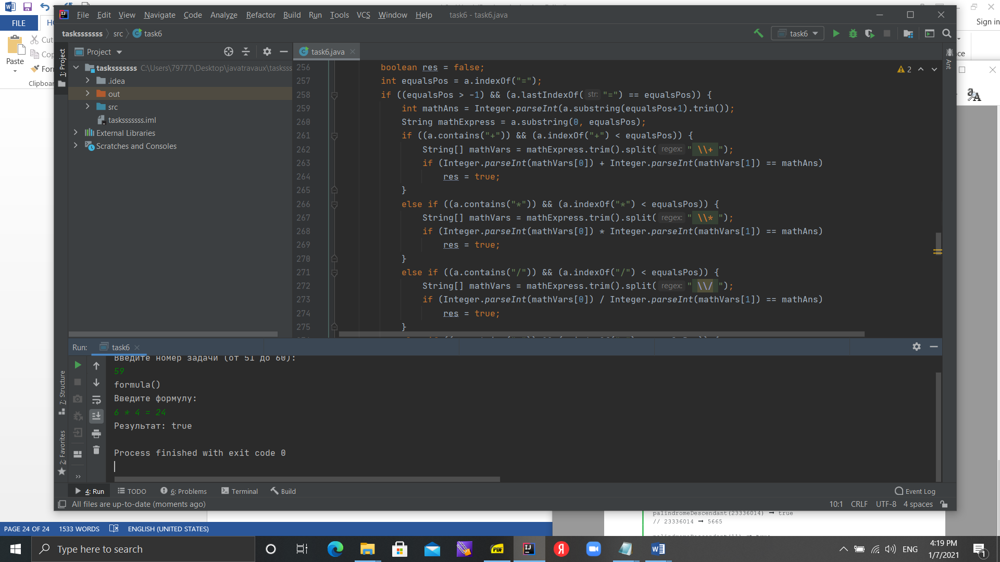 FILE
HO
Sign in
Cut
Cop
Paste
Form
Clipboar
ce
File Edit View Navigate Code Analyze Refactor Build Run Tools VCS Window Help task6 - task6.java
tasksssssss src task6
task6
1: Project
Project
task6.java
Ant
tasksssssss C:\Users\79777\Desktop\javatravaux\tasksss
.idea
out
src
tasksssssss.iml
External Libraries
Scratches and Consoles
2
256 boolean res = false;
257 int equalsPos = a.indexOf("=");
258 if ((equalsPos > -1) && (a.lastIndexOf( str: "=") == equalsPos)) {
259 int mathAns = Integer.parseInt(a.substring(equalsPos+1).trim());
260 String mathExpress = a.substring(0, equalsPos);
261 if ((a.contains("+")) && (a.indexOf("+") < equalsPos)) {
262 String[] mathVars = mathExpress.trim().split( regex: " \\+ ");
263 if (Integer.parseInt(mathVars[0]) + Integer.parseInt(mathVars[1]) == mathAns)
264 res = true;
265 }
266 else if ((a.contains("*")) && (a.indexOf("*") < equalsPos)) {
267 String[] mathVars = mathExpress.trim().split( regex: " \\* ");
268 if (Integer.parseInt(mathVars[0]) * Integer.parseInt(mathVars[1]) == mathAns)
269 res = true;
270 }
271 else if ((a.contains("/")) && (a.indexOf("/") < equalsPos)) {
272 String[] mathVars = mathExpress.trim().split( regex: " \\/ ");
273 if (Integer.parseInt(mathVars[0]) / Integer.parseInt(mathVars[1]) == mathAns)
274 res = true;
275 }
Run: task6
Введите номер задачи (от 51 до 60):
59
formula()
Введите формулу:
6 * 4 = 24
Результат: true
Process finished with exit code 0
7: Structure
2: Favorites
4: Run TODO 6: Problems Terminal Build Event Log
All files are up-to-date (moments ago) 10:1 CRLF UTF-8 4 spaces
palindromeDescendant(23336014) ➞ true
// 23336014 ➞ 5665
PAGE 24 OF 24 1533 WORDS ENGLISH (UNITED STATES)
Type here to search
PDF
IJ
Я
ENG
4:19 PM
1/7/2021
1